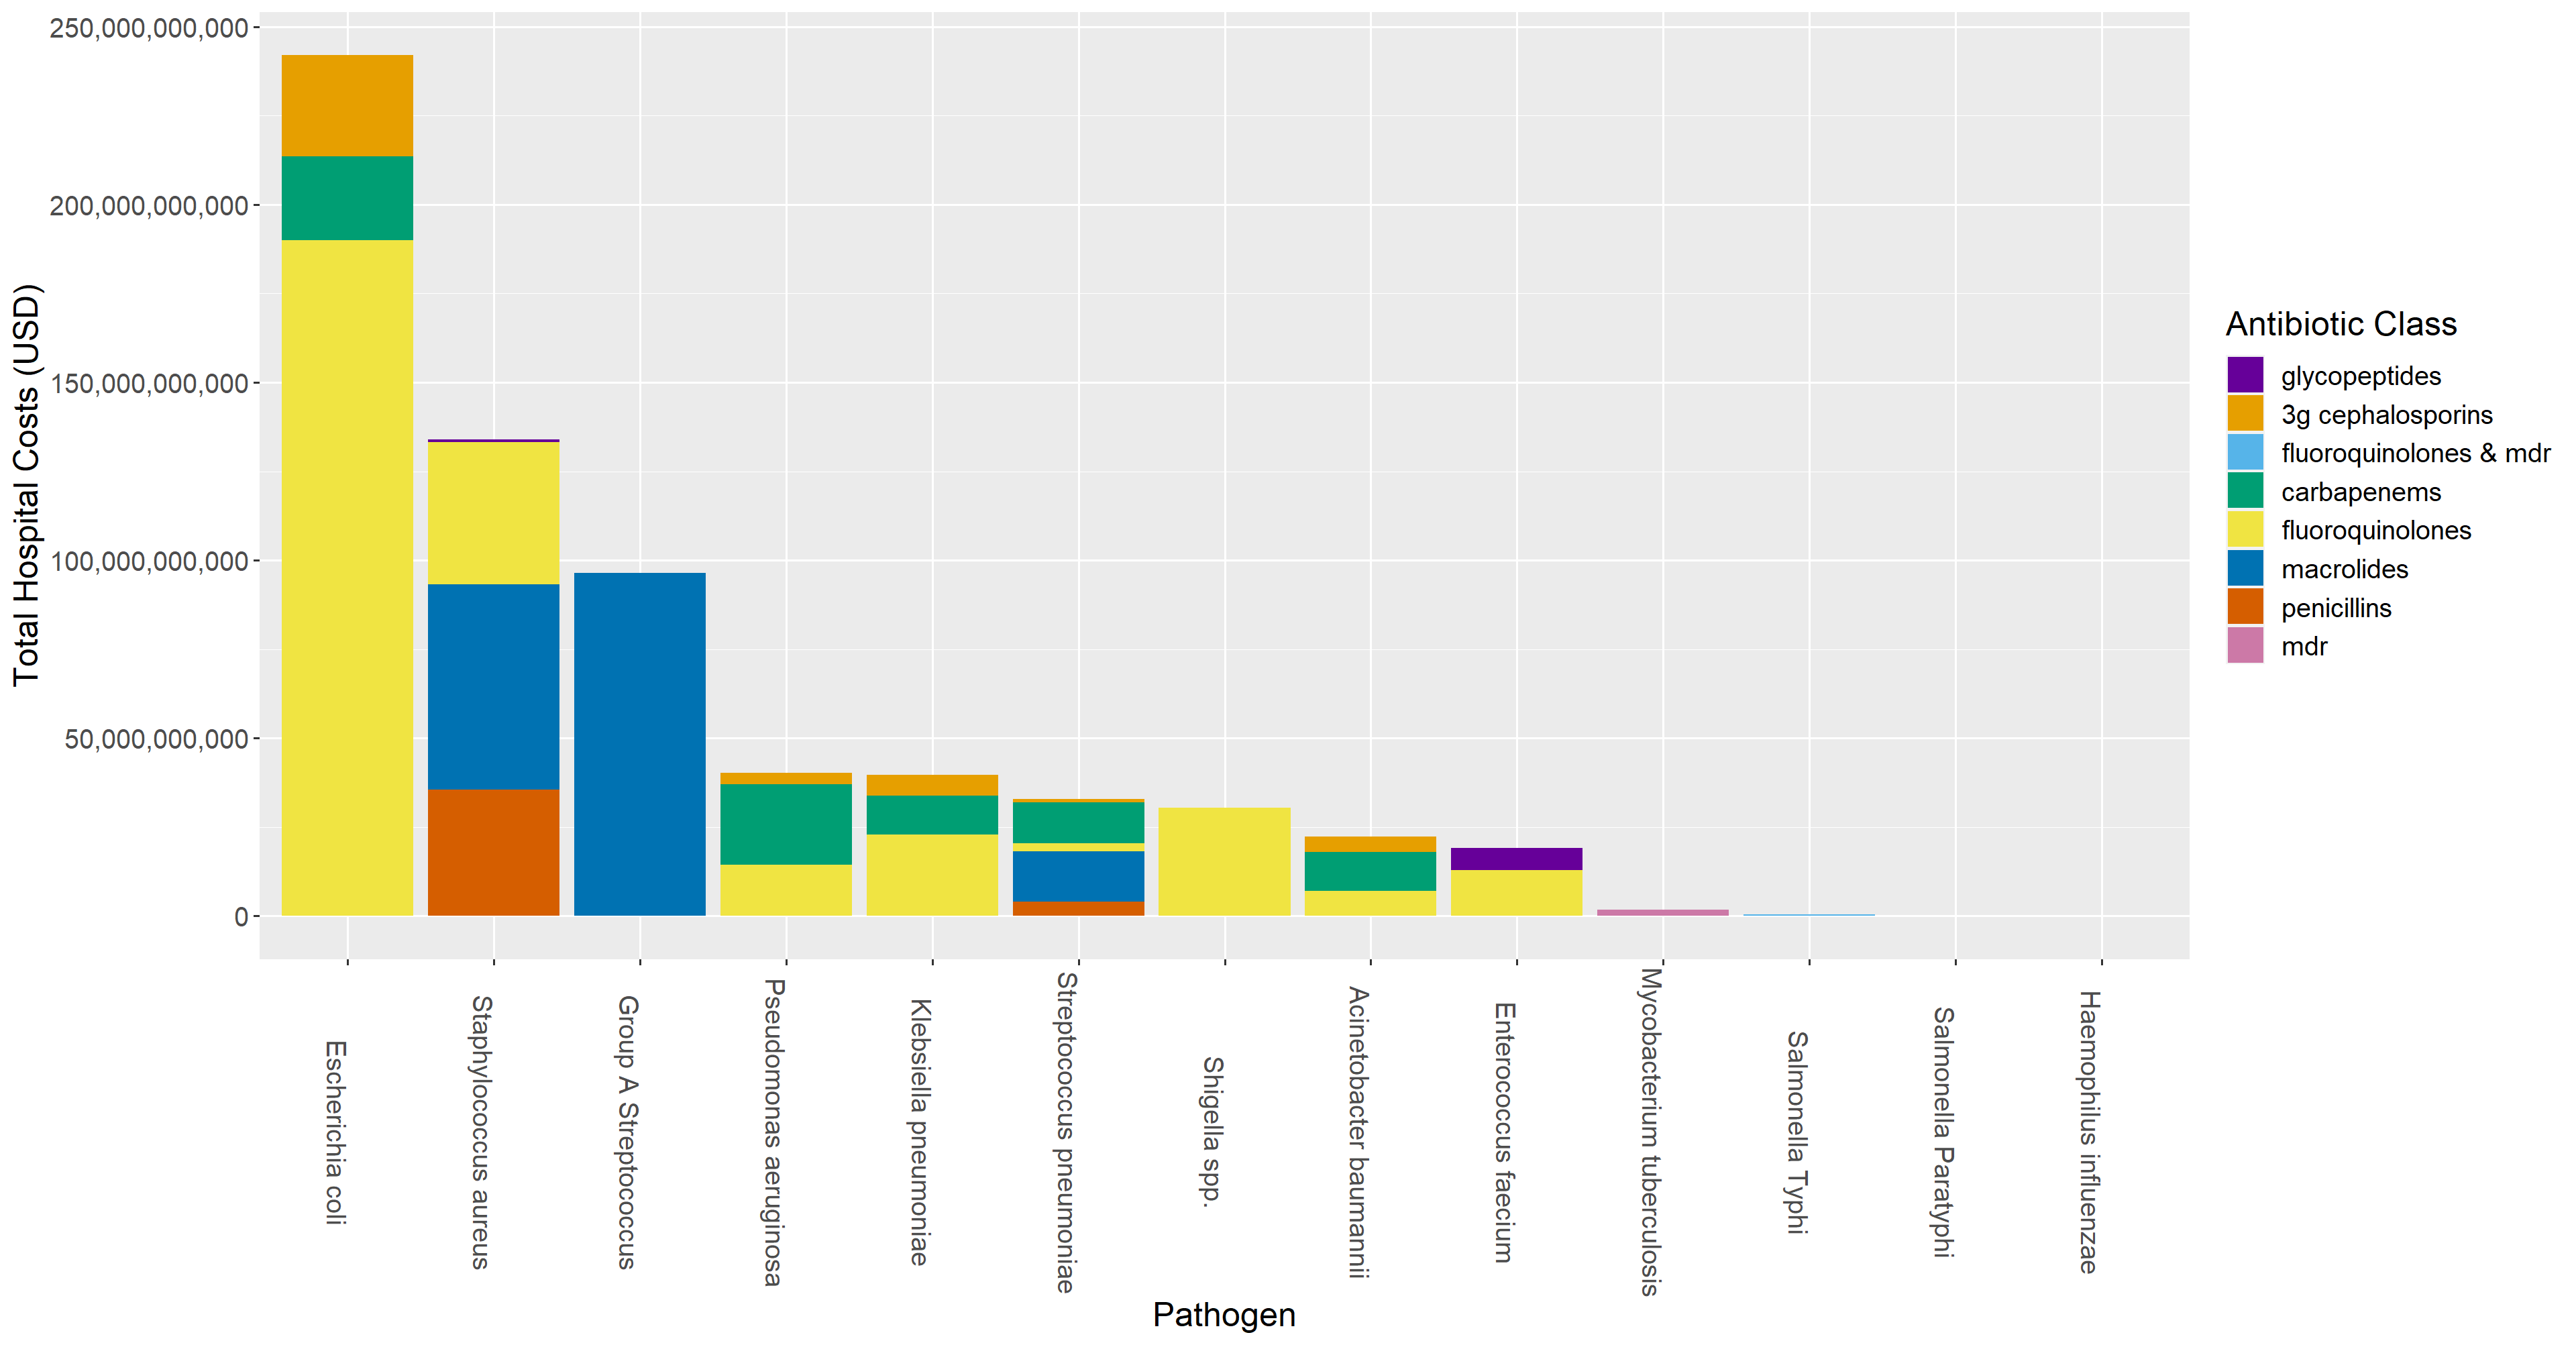 250,000,000,000
200,000,000,000
150,000,000,000
100,000,000,000
50,000,000,000
0
Total Hospital Costs (USD)
Escherichia coli
Staphylococcus aureus
Group A Streptococcus
Pseudomonas aeruginosa
Klebsiella pneumoniae
Streptococcus pneumoniae
Shigella spp.
Acinetobacter baumannii
Enterococcus faecium
Mycobacterium tuberculosis
Salmonella Typhi
Salmonella Paratyphi
Haemophilus influenzae
Pathogen
Antibiotic Class
glycopeptides
3g cephalosporins
fluoroquinolones & mdr
carbapenems
fluoroquinolones
macrolides
penicillins
mdr